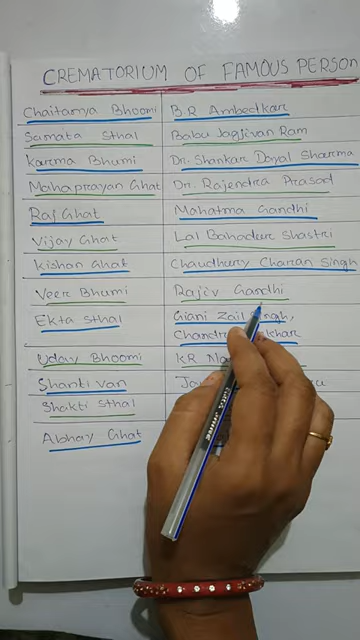 CREMATORIUM OF FAMOUS PERSON
Chaitanya Bhoomi B.R Ambedkar
Samata Sthal Babu Jagjivan Ram
Karma Bhumi Dr. Shankar Dayal Sharma
Mahaprayan Ghat Dr. Rajendra Prasad
Raj Ghat Mahatma Gandhi
Vijay Ghat Lal Bahadur Shastri
Kishan Ghat Chaudhary Charan Singh
Veer Bhumi Rajiv Gandhi
Ekta Sthal Giani Zail Singh,
Uday Bhoomi KR
Shanti Van
Shakti Sthal
Abhay Ghat